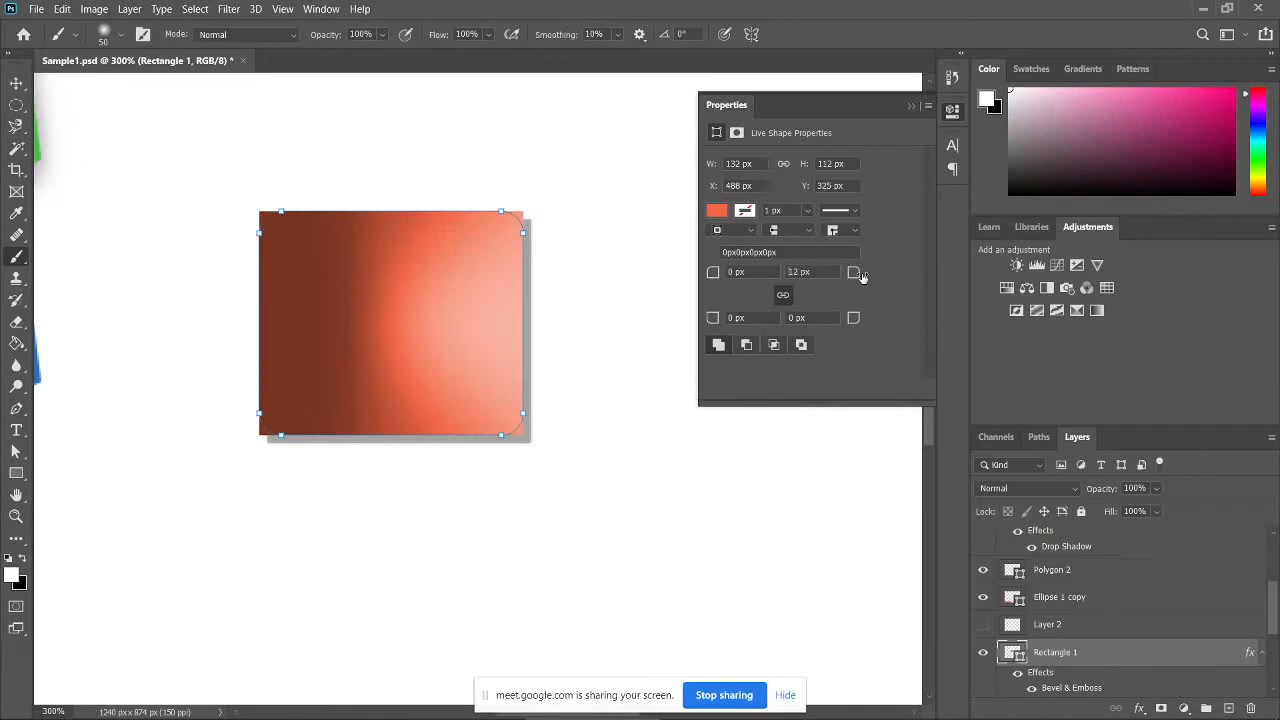 Ps File Edit Image Layer Type Select Filter 3D View Window Help
50 Mode: Normal Opacity: 100% Flow: 100% Smoothing: 10% 0°
Sample1.psd @ 300% (Rectangle 1, RGB/8) *
Color Swatches Gradients Patterns
Properties
Live Shape Properties
W: 132 px H: 112 px
X: 488 px Y: 325 px
1 px
0px0px0px0px
0 px 12 px
0 px 0 px
Learn Libraries Adjustments
Add an adjustment
Channels Paths Layers
Kind
Normal Opacity: 100%
Lock: Fill: 100%
Effects
Drop Shadow
Polygon 2
Ellipse 1 copy
Layer 2
Rectangle 1 fx
Effects
Bevel & Emboss
fx
meet.google.com is sharing your screen. Stop sharing Hide
300% 1240 px x 874 px (150 ppi)